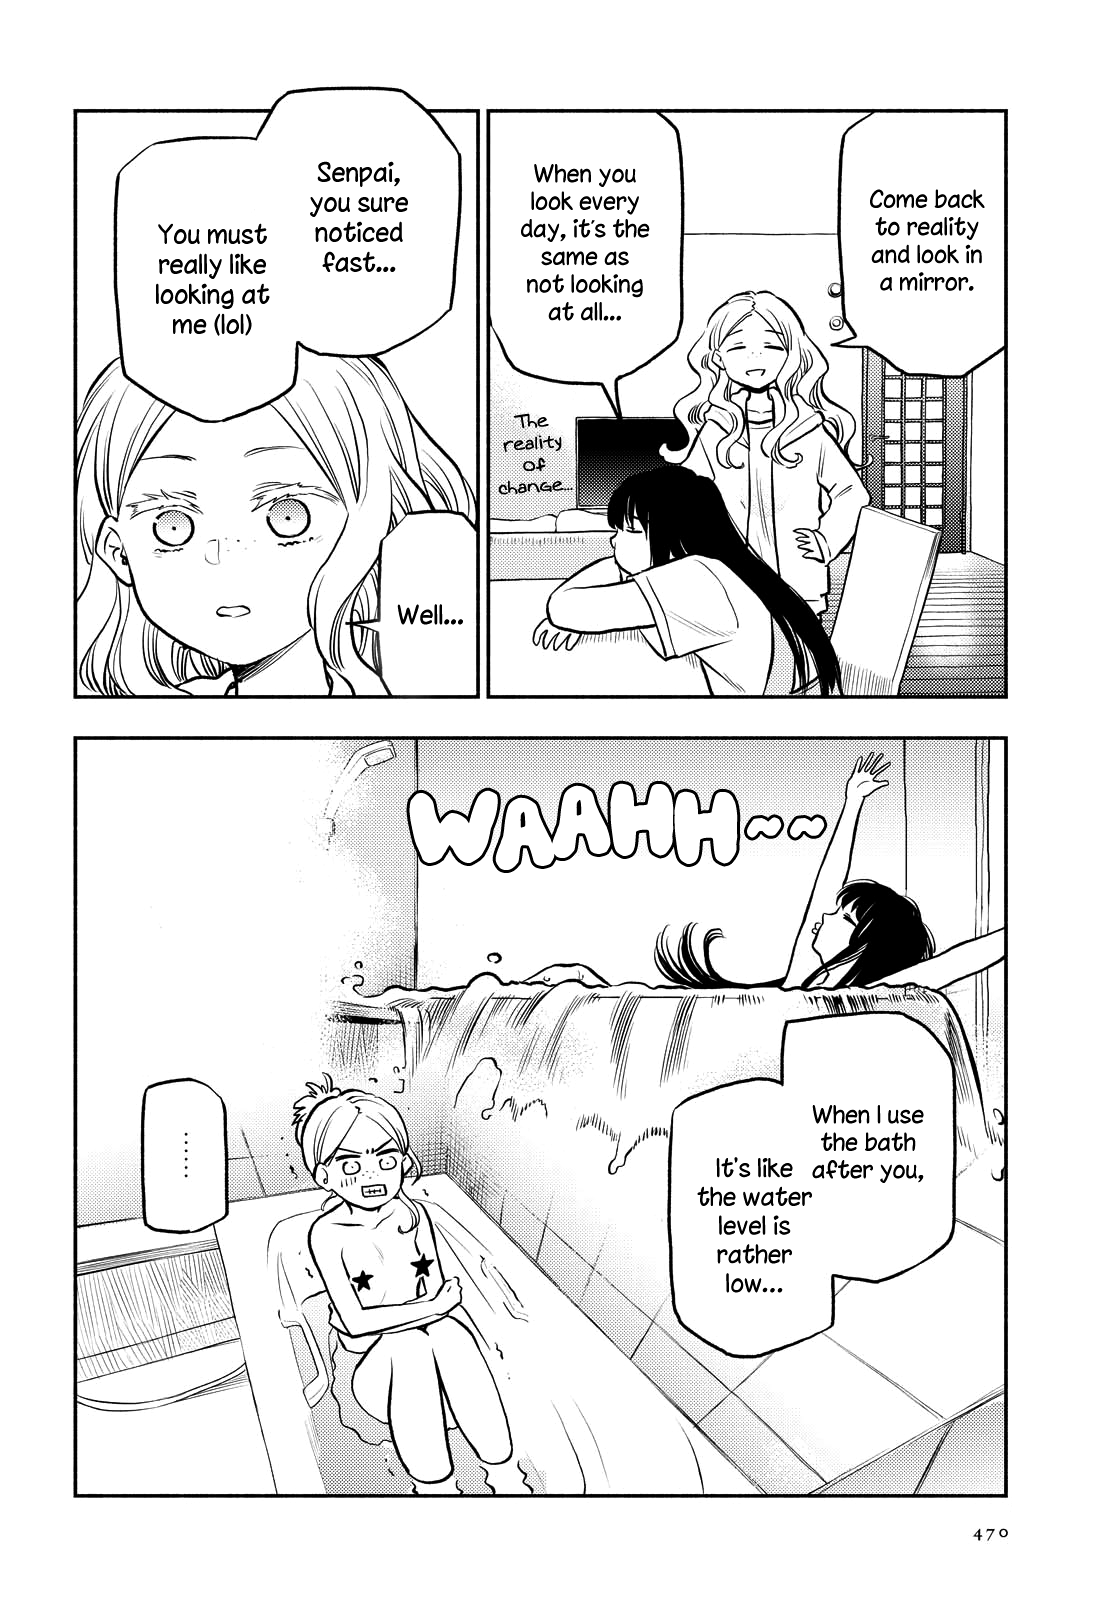 Come back
to reality
and look in
a mirror.
When you
look every
day, it's the
same as
not looking
at all...
The
reality
of
change...
Senpai,
you sure
noticed
fast...
You must
really like
looking at
me (lol)
Well...
WAAHH~~
When I use
the bath
after you,
It's like
the water
level is
rather
low...
......
470